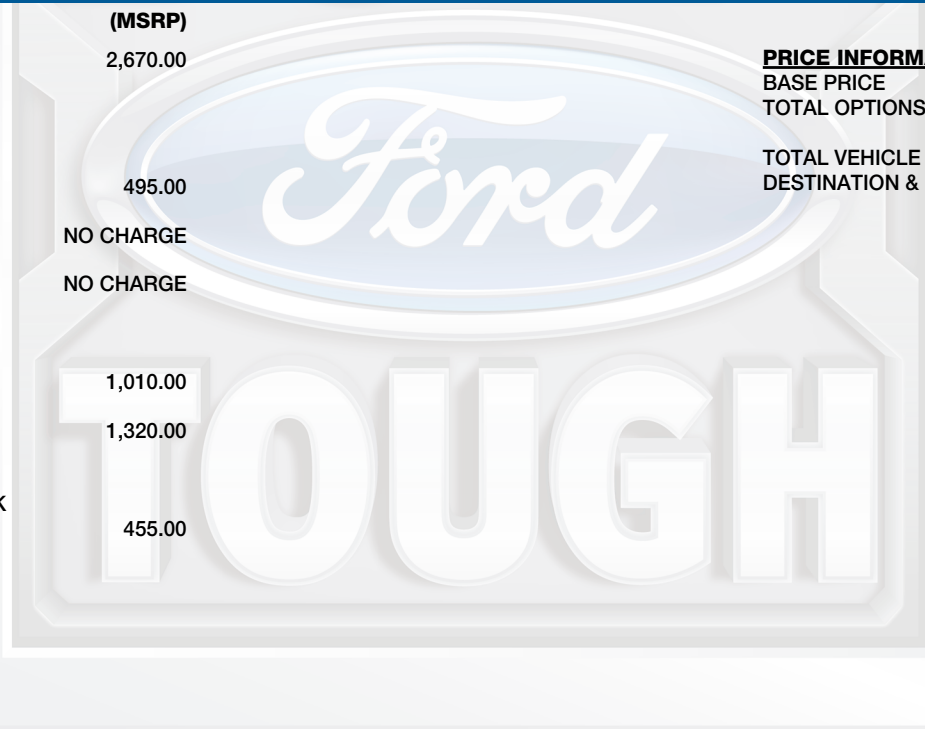 (MSRP)
2,670.00
495.00
NO CHARGE
NO CHARGE
1,010.00
1,320.00
K
455.00
PRICE INFORMA
BASE PRICE
TOTAL OPTIONS
TOTAL VEHICLE
DESTINATION &
Ford
TOUGH